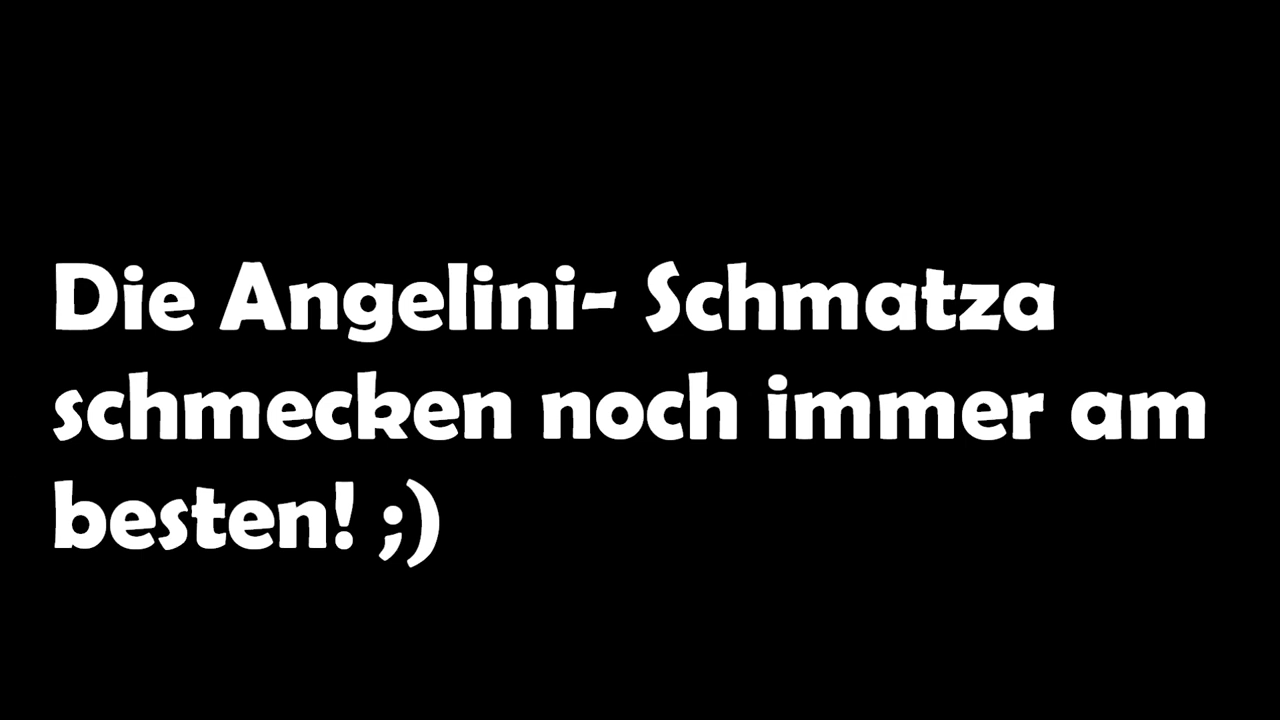 Die Angelini- Schmatza
schmecken noch immer am
besten! ;)